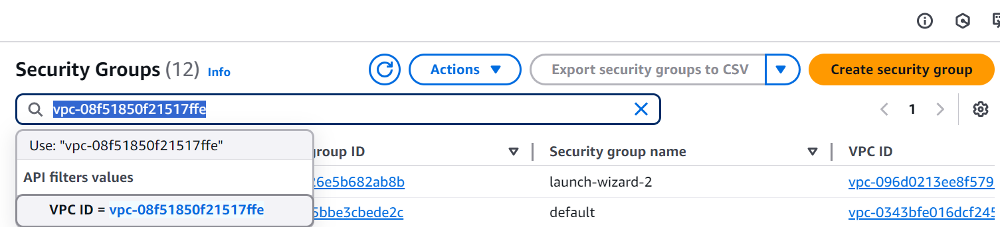 Security Groups (12) Info
Actions
Export security groups to CSV
Create security group
vpc-08f51850f21517ffe
1
Use: "vpc-08f51850f21517ffe"
group ID
Security group name
VPC ID
API filters values
26e5b682ab8b
launch-wizard-2
vpc-096d0213ee8f579
VPC ID = vpc-08f51850f21517ffe
5bbe3cbede2c
default
vpc-0343bfe016dcf245